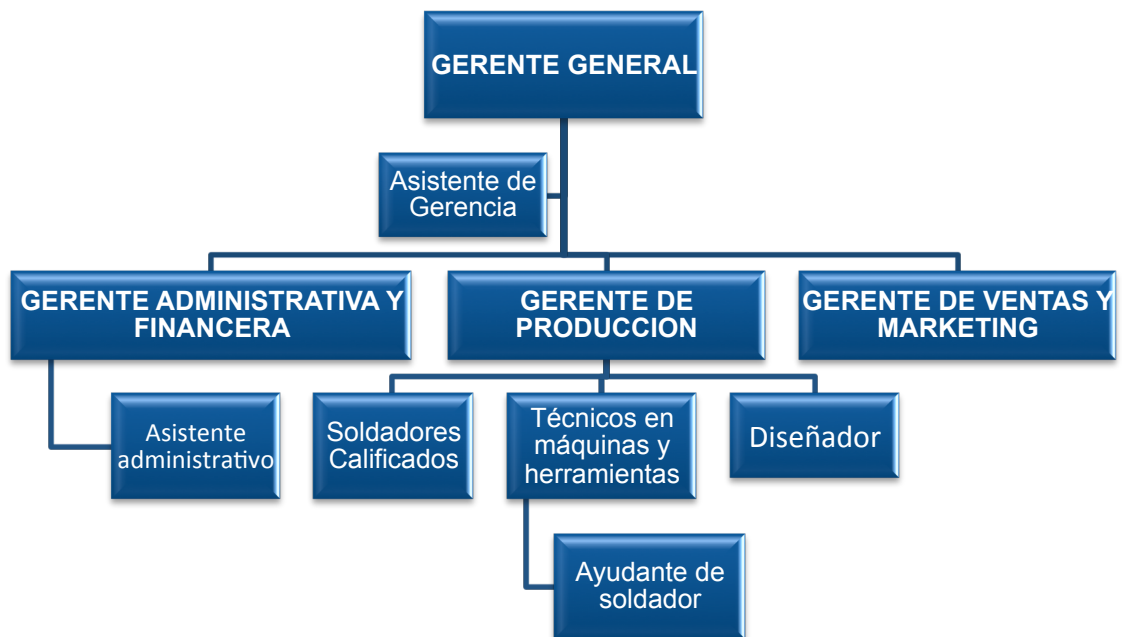 GERENTE GENERAL
Asistente de
Gerencia
GERENTE ADMINISTRATIVA Y
FINANCERA
GERENTE DE
PRODUCCION
GERENTE DE VENTAS Y
MARKETING
Asistente
administrativo
Soldadores
Calificados
Técnicos en
máquinas y
herramientas
Diseñador
Ayudante de
soldador